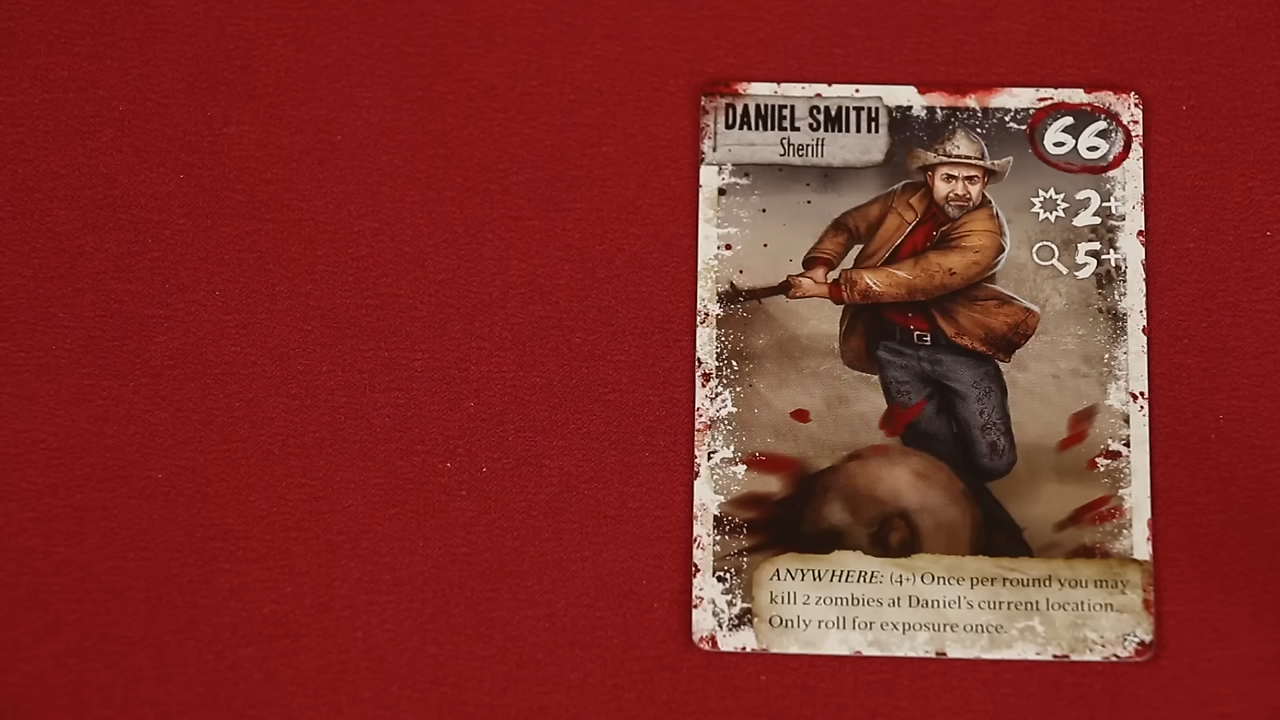 DANIEL SMITH
Sheriff
66
2+
5+
ANYWHERE: (4+) Once per round you may
kill 2 zombies at Daniel's current location.
Only roll for exposure once.